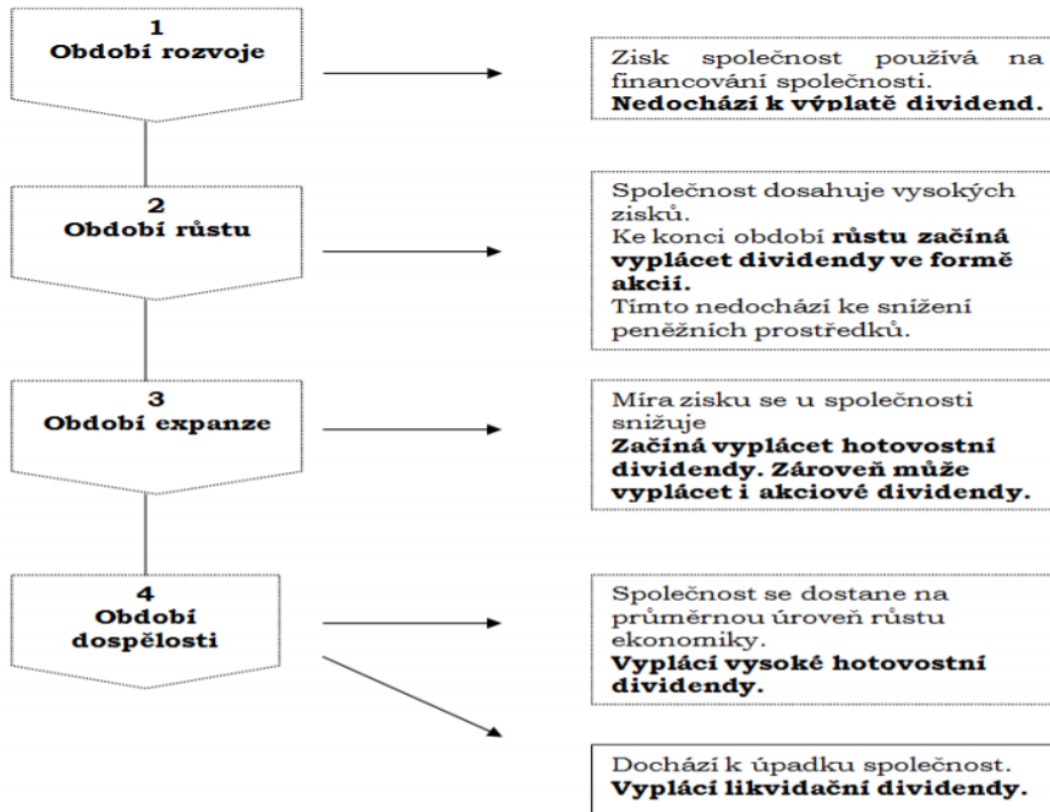 1
Období rozvoje
Zisk společnost používá na
financování společnosti.
Nedochází k výplatě dividend.
2
Období růstu
Společnost dosahuje vysokých
zisků.
Ke konci období růstu začíná
vyplácet dividendy ve formě
akcií.
Tímto nedochází ke snížení
peněžních prostředků.
3
Období expanze
Míra zisku se u společnosti
snižuje
Začíná vyplácet hotovostní
dividendy. Zároveň může
vyplácet i akciové dividendy.
4
Období
dospělosti
Společnost se dostane na
průměrnou úroveň růstu
ekonomiky.
Vyplácí vysoké hotovostní
dividendy.
Dochází k úpadku společnost.
Vyplácí likvidační dividendy.